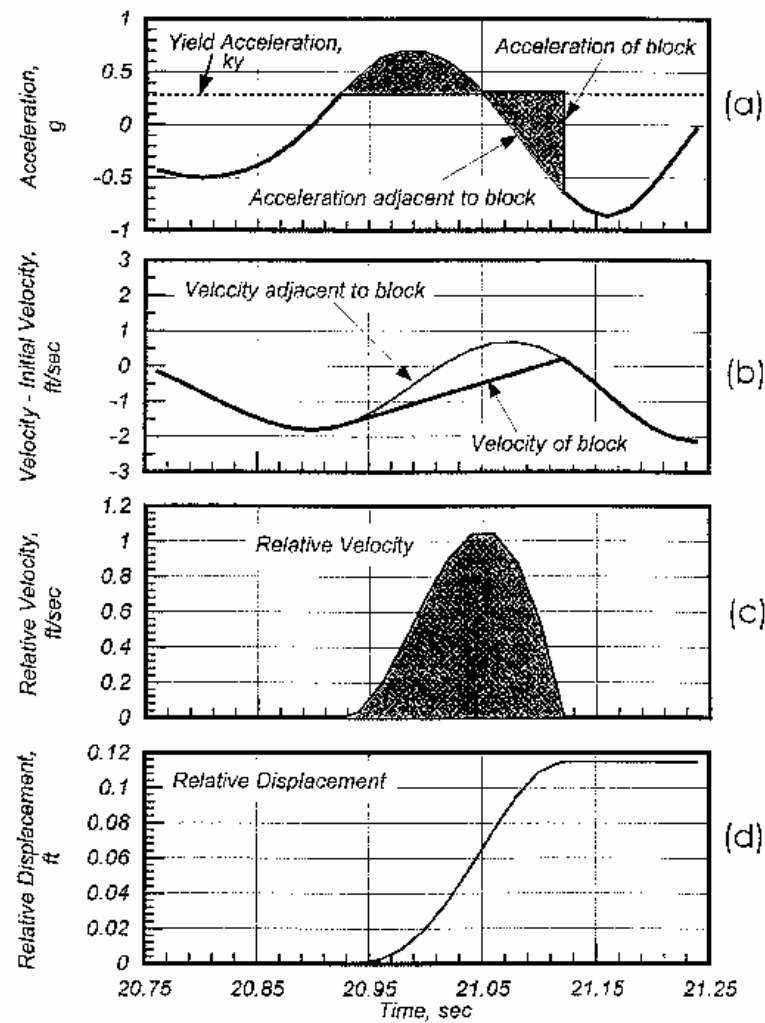 1
0.5
0
-0.5
-1
Acceleration,
g
Yield Acceleration,
ky
Acceleration of block
Acceleration adjacent to block
(a)
3
2
1
0
-1
-2
-3
Velocity - Initial Velocity,
ft/sec
Velocity adjacent to block
Velocity of block
(b)
1.2
1
0.8
0.6
0.4
0.2
0
Relative Velocity,
ft/sec
Relative Velocity
(c)
0.12
0.1
0.08
0.06
0.04
0.02
0
Relative Displacement,
ft
Relative Displacement
(d)
20.75 20.85 20.95 21.05 21.15 21.25
Time, sec